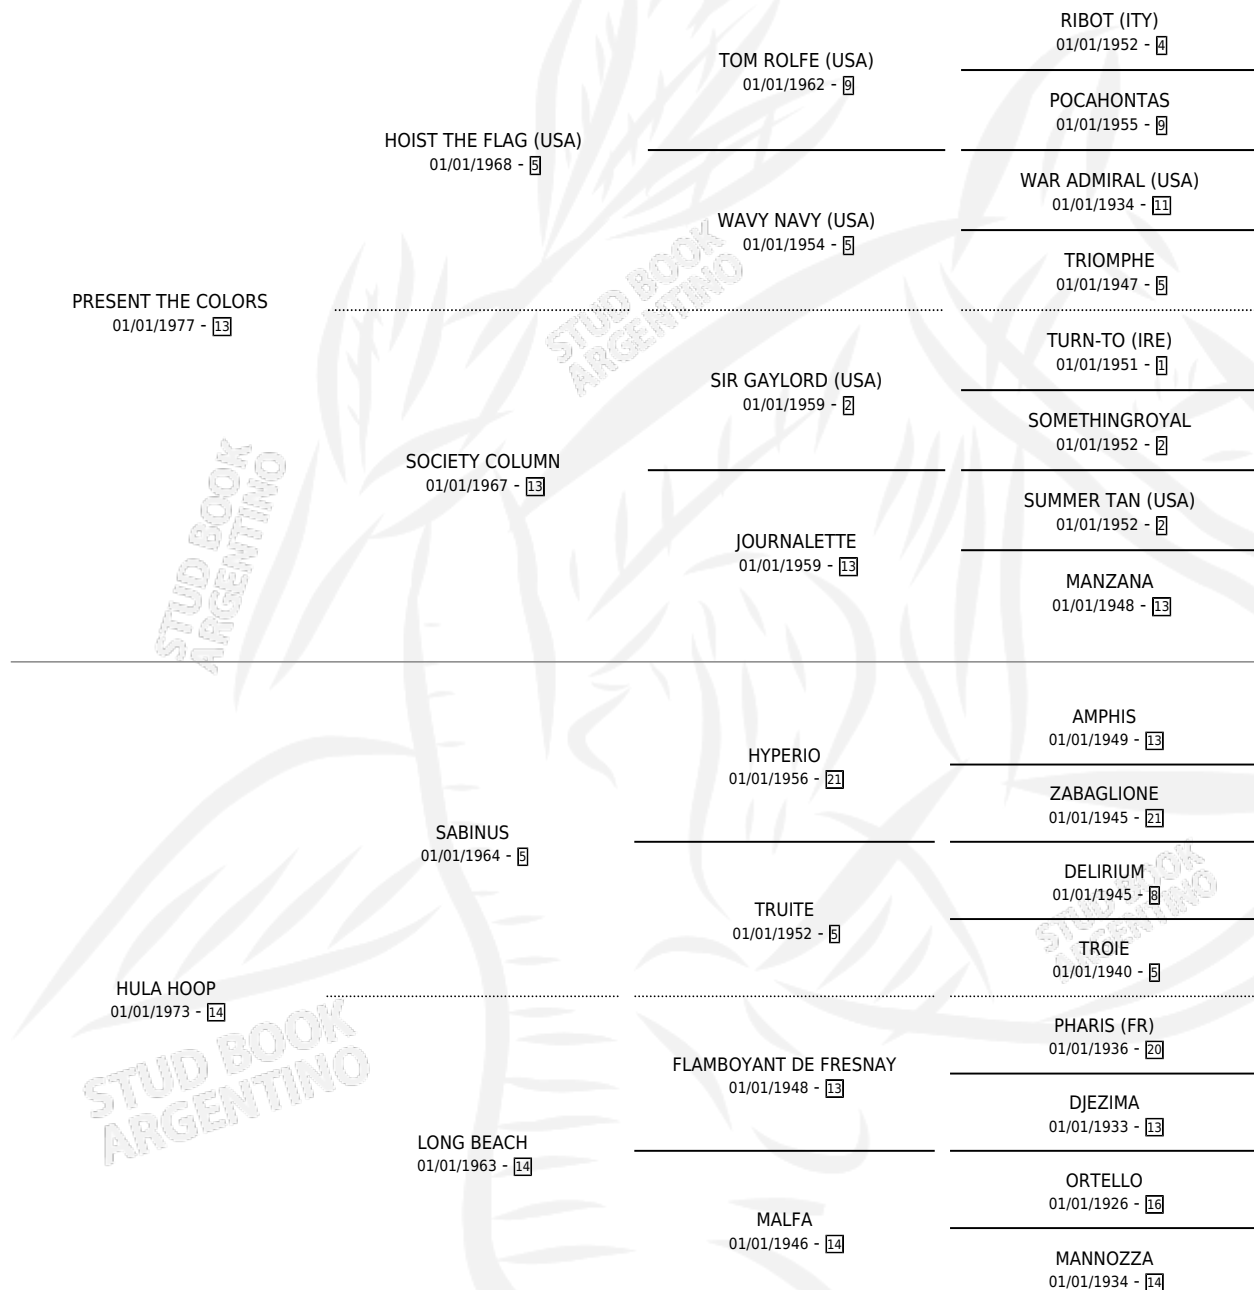 RIBOT (ITY)
01/01/1952 - 4
TOM ROLFE (USA)
01/01/1962 - 9
POCAHONTAS
01/01/1955 - 9
HOIST THE FLAG (USA)
01/01/1968 - 5
WAR ADMIRAL (USA)
01/01/1934 - 11
WAVY NAVY (USA)
01/01/1954 - 5
TRIOMPHE
01/01/1947 - 5
PRESENT THE COLORS
01/01/1977 - 13
TURN-TO (IRE)
01/01/1951 - 1
SIR GAYLORD (USA)
01/01/1959 - 2
SOMETHINGROYAL
01/01/1952 - 2
SOCIETY COLUMN
01/01/1967 - 13
SUMMER TAN (USA)
01/01/1952 - 2
JOURNALETTE
01/01/1959 - 13
MANZANA
01/01/1948 - 13
AMPHIS
01/01/1949 - 13
HYPERIO
01/01/1956 - 21
ZABAGLIONE
01/01/1945 - 21
SABINUS
01/01/1964 - 5
DELIRIUM
01/01/1945 - 8
TRUITE
01/01/1952 - 5
TROIE
01/01/1940 - 5
HULA HOOP
01/01/1973 - 14
PHARIS (FR)
01/01/1936 - 20
FLAMBOYANT DE FRESNAY
01/01/1948 - 13
DJEZIMA
01/01/1933 - 13
LONG BEACH
01/01/1963 - 14
ORTELLO
01/01/1926 - 16
MALFA
01/01/1946 - 14
MANNOZZA
01/01/1934 - 14
STUD BOOK
ARGENTINO
STUD BOOK
ARGENTINO
STUD BOOK
ARGENTINO
STUD BOOK
ARGENTINO